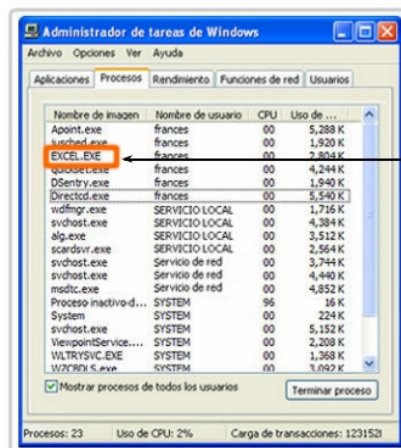 Administrador de tareas de Windows
Archivo Opciones Ver Ayuda
Aplicaciones Procesos Rendimiento Funciones de red Usuarios
Nombre de imagen Nombre de usuario CPU Uso de ...
Apoint.exe frances 00 5,288 K
jusched.exe frances 00 1,920 K
EXCEL.EXE frances 00 2,804 K
quickset.exe frances 00 4,244 K
DSentry.exe frances 00 1,940 K
Directcd.exe frances 00 5,540 K
wdfmgr.exe SERVICIO LOCAL 00 1,716 K
svchost.exe SERVICIO LOCAL 00 4,384 K
alg.exe SERVICIO LOCAL 00 3,512 K
scardsvr.exe SERVICIO LOCAL 00 2,564 K
svchost.exe Servicio de red 00 3,744 K
svchost.exe Servicio de red 00 4,440 K
msdtc.exe Servicio de red 00 4,852 K
Proceso inactivo d... SYSTEM 96 16 K
System SYSTEM 00 224 K
svchost.exe SYSTEM 00 5,152 K
ViewpointService.... SYSTEM 00 2,208 K
WLTRYSVC.EXE SYSTEM 00 1,368 K
WZCBDLS.exe SYSTEM 00 3,092 K
Mostrar procesos de todos los usuarios
Terminar proceso
Procesos: 23 Uso de CPU: 2% Carga de transacciones: 123152